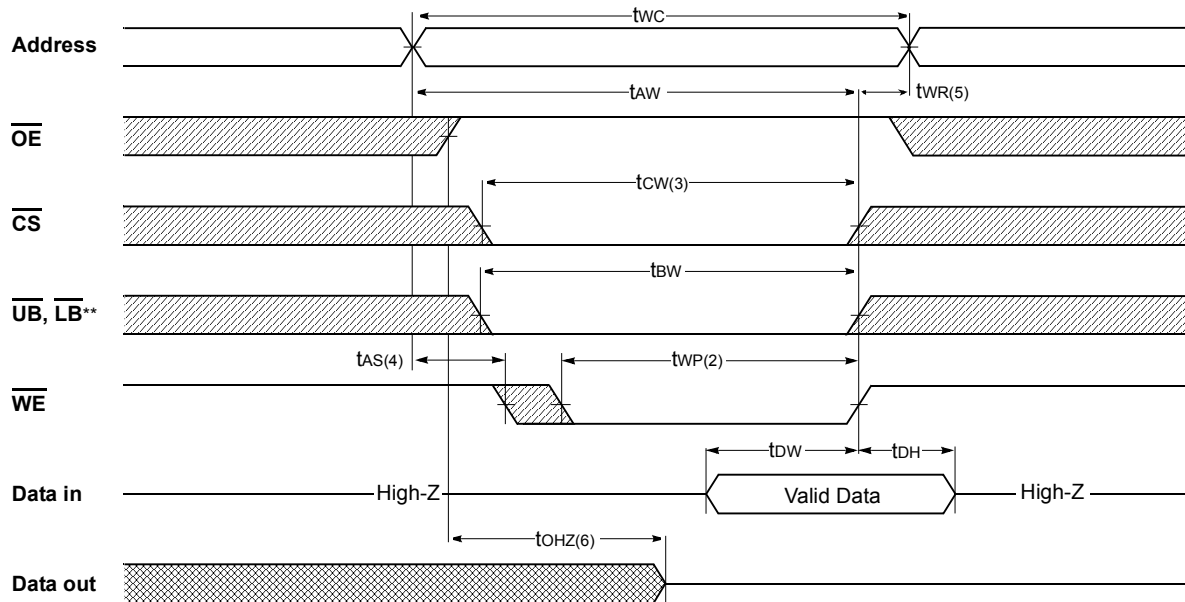 tWC
Address
tAW
tWR(5)
OE
tCW(3)
CS
tBW
UB, LB**
tAS(4)
tWP(2)
WE
tDW
tDH
Data in
High-Z
Valid Data
High-Z
tOHZ(6)
Data out